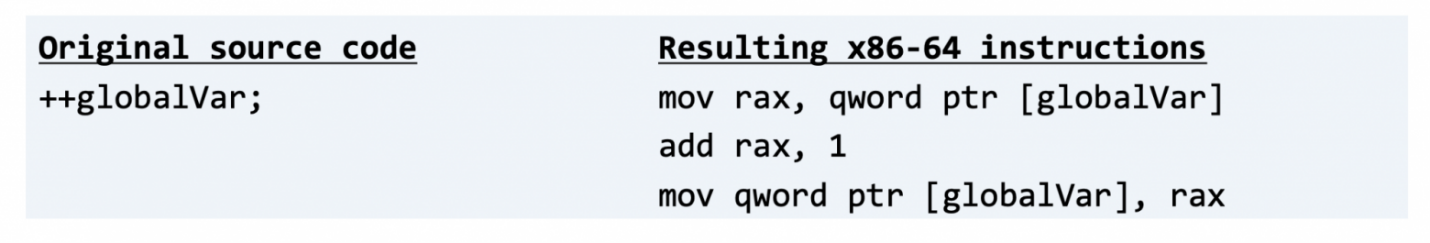 Original source code
++globalVar;
Resulting x86-64 instructions
mov rax, qword ptr [globalVar]
add rax, 1
mov qword ptr [globalVar], rax